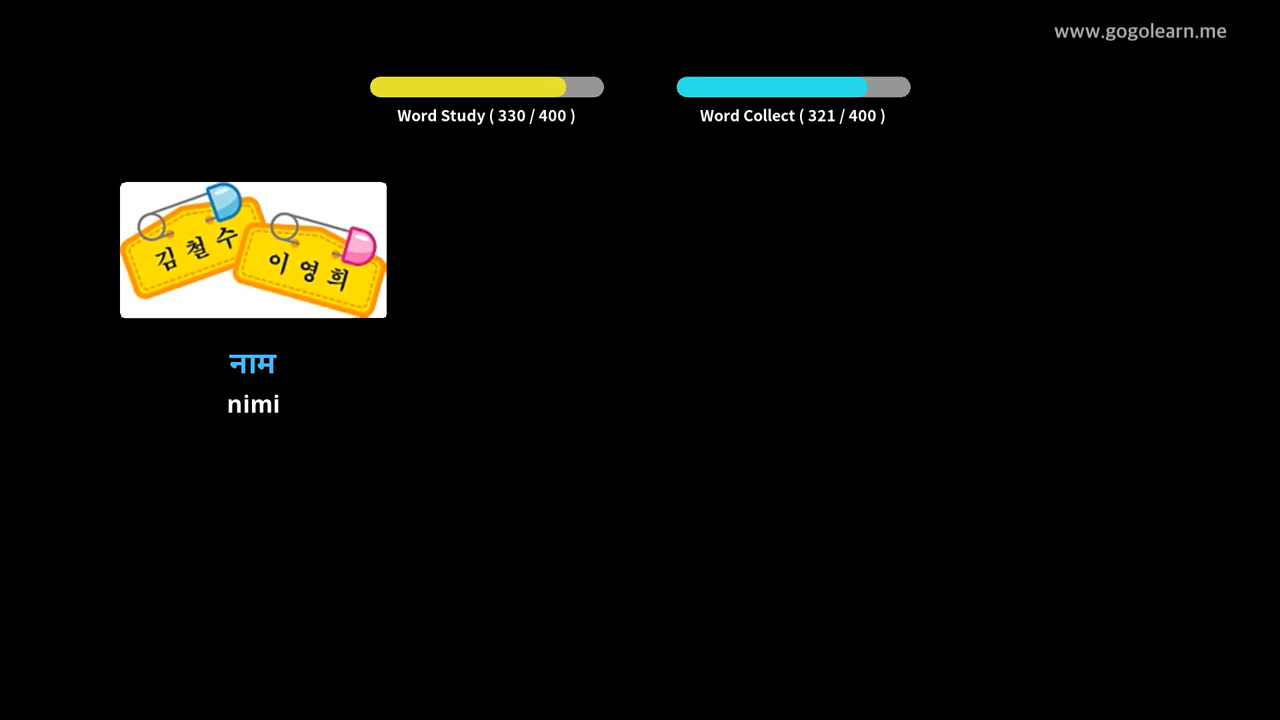 www.gogolearn.me
Word Study ( 330 / 400 )
Word Collect ( 321 / 400 )
김철수
이영희
नाम
nimi